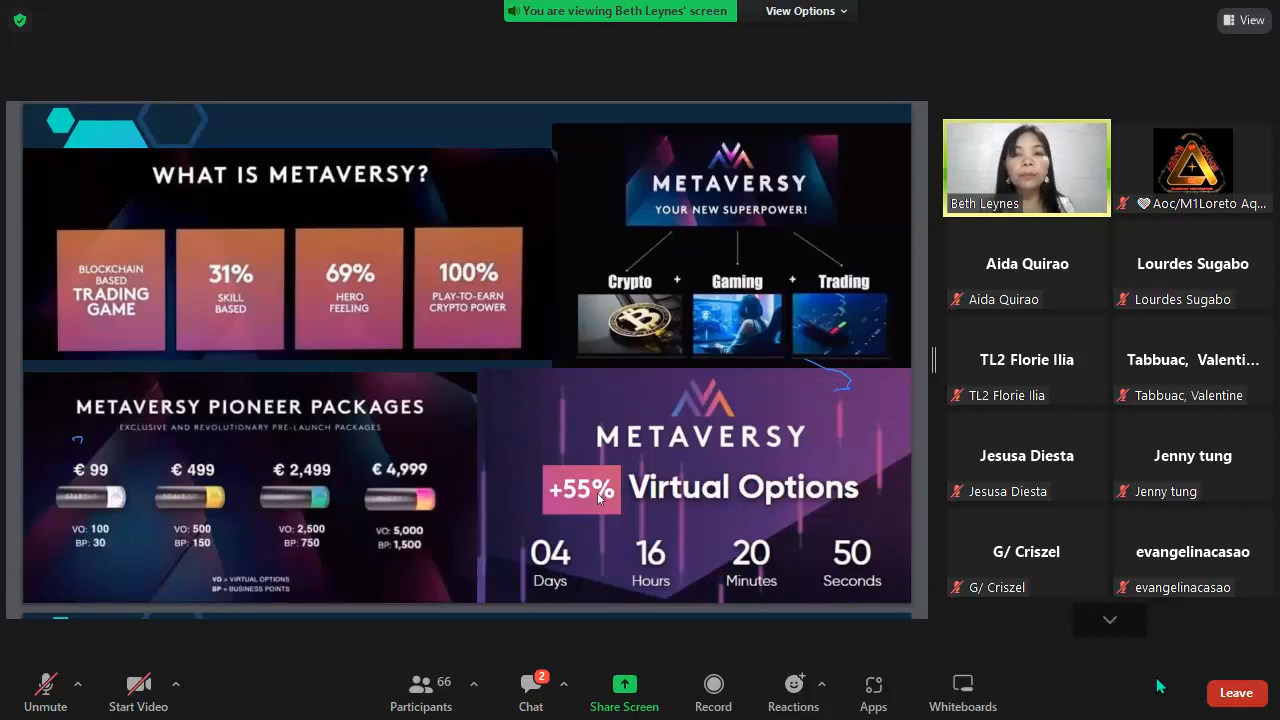 You are viewing Beth Leynes' screen
View Options
View
WHAT IS METAVERSY?
BLOCKCHAIN
BASED
TRADING
GAME
31%
SKILL
BASED
69%
HERO
FEELING
100%
PLAY-TO-EARN
CRYPTO POWER
METAVERSY
YOUR NEW SUPERPOWER!
Crypto + Gaming + Trading
METAVERSY PIONEER PACKAGES
EXCLUSIVE AND REVOLUTIONARY PRE-LAUNCH PACKAGES
€ 99
€ 499
€ 2,499
€ 4,999
VO: 100
BP: 30
VO: 500
BP: 150
VO: 2,500
BP: 750
VO: 5,000
BP: 1,500
VO = VIRTUAL OPTIONS
BP = BUSINESS POINTS
METAVERSY
+55% Virtual Options
04 16 20 50
Days Hours Minutes Seconds
Beth Leynes
Aoc/M1Loreto Aq...
Aida Quirao
Aida Quirao
Lourdes Sugabo
Lourdes Sugabo
TL2 Florie Ilia
TL2 Florie Ilia
Tabbuac, Valenti...
Tabbuac, Valentine
Jesusa Diesta
Jesusa Diesta
Jenny tung
Jenny tung
G/ Criszel
G/ Criszel
evangelinacasao
evangelinacasao
Unmute
Start Video
66
Participants
2
Chat
Share Screen
Record
Reactions
Apps
Whiteboards
Leave